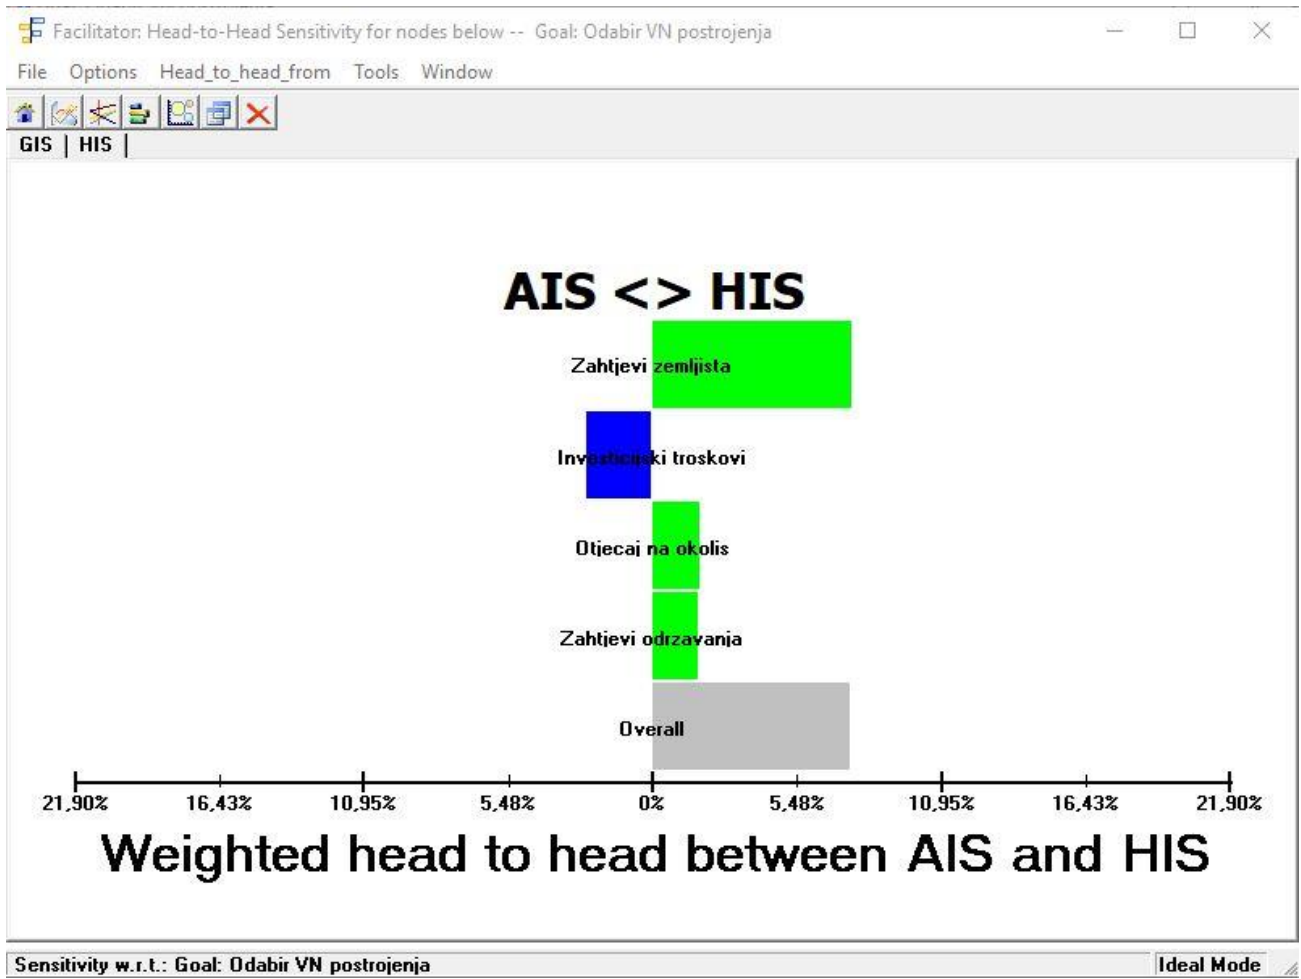 Facilitator: Head-to-Head Sensitivity for nodes below -- Goal: Odabir VN postrojenja
File Options Head_to_head_from Tools Window
GIS | HIS |
AIS <> HIS
Zahtjevi zemljista
Investicijski troskovi
Otjecaj na okolis
Zahtjevi odrzavanja
Overall
21,90% 16,43% 10,95% 5,48% 0% 5,48% 10,95% 16,43% 21,90%
Weighted head to head between AIS and HIS
Sensitivity w.r.t.: Goal: Odabir VN postrojenja Ideal Mode